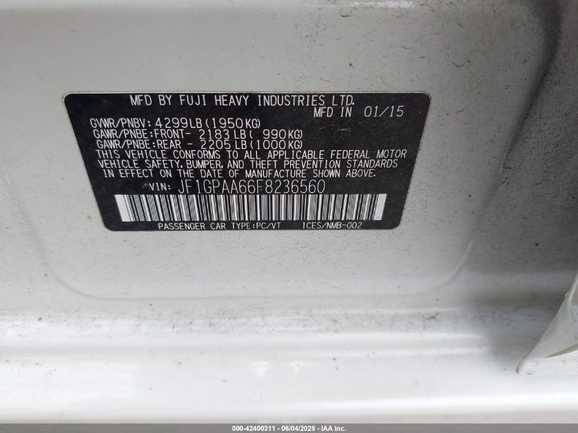 MFD BY FUJI HEAVY INDUSTRIES LTD.
MFD IN 01/15
GVWR/PNBV: 4299LB(1950KG)
GAWR/PNBE:FRONT- 2183LB( 990KG)
GAWR/PNBE:REAR - 2205LB(1000KG)
THIS VEHICLE CONFORMS TO ALL APPLICABLE FEDERAL MOTOR
VEHICLE SAFETY, BUMPER, AND THEFT PREVENTION STANDARDS
IN EFFECT ON THE DATE OF MANUFACTURE SHOWN ABOVE.
VIN: JF1GPAA66F8236560
PASSENGER CAR TYPE:PC/VT ICES/NMB-002
000-42400311 - 06/04/2025 - IAA Inc.